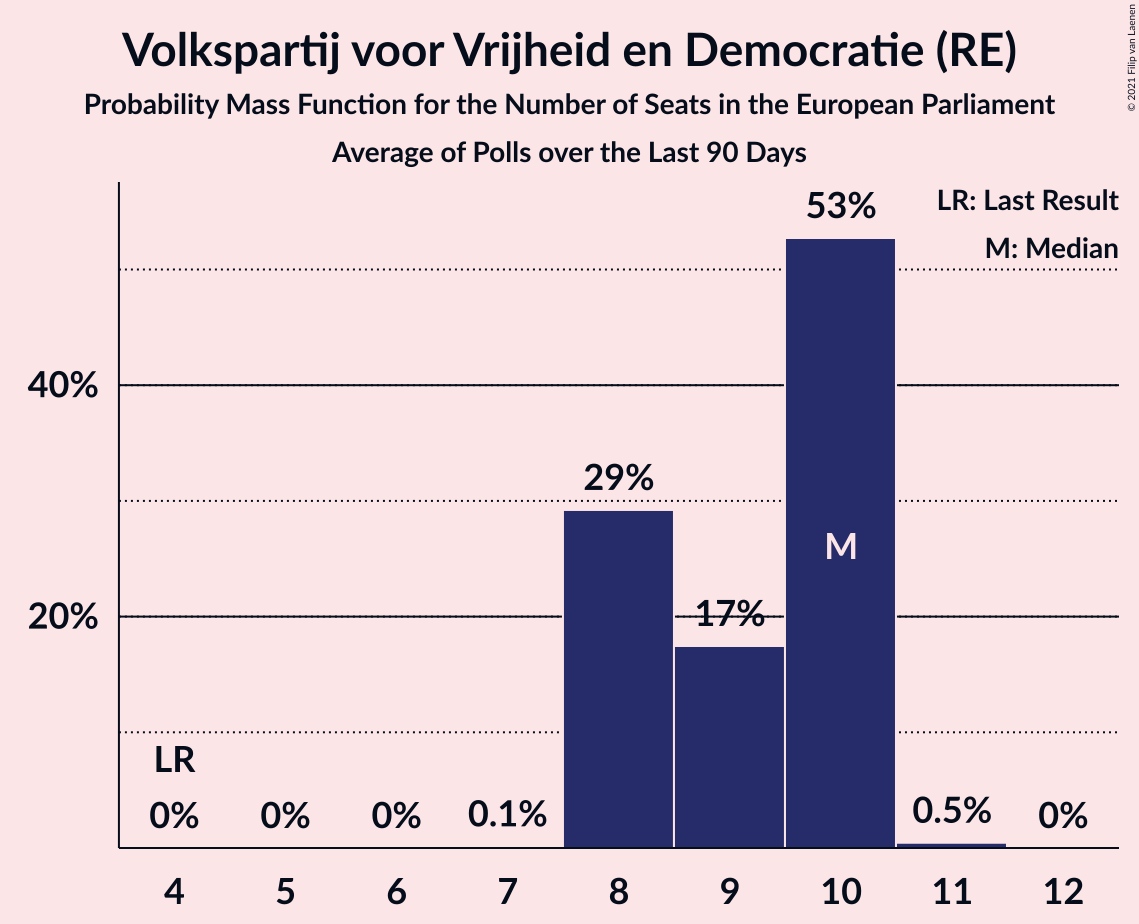 Volkspartij voor Vrijheid en Democratie (RE)
Probability Mass Function for the Number of Seats in the European Parliament
Average of Polls over the Last 90 Days
© 2021 Filip van Laenen
LR: Last Result
M: Median
53%
40%
29%
M
20%
17%
LR
0%
0%
0%
0.1%
0.5%
0%
4 5 6 7 8 9 10 11 12